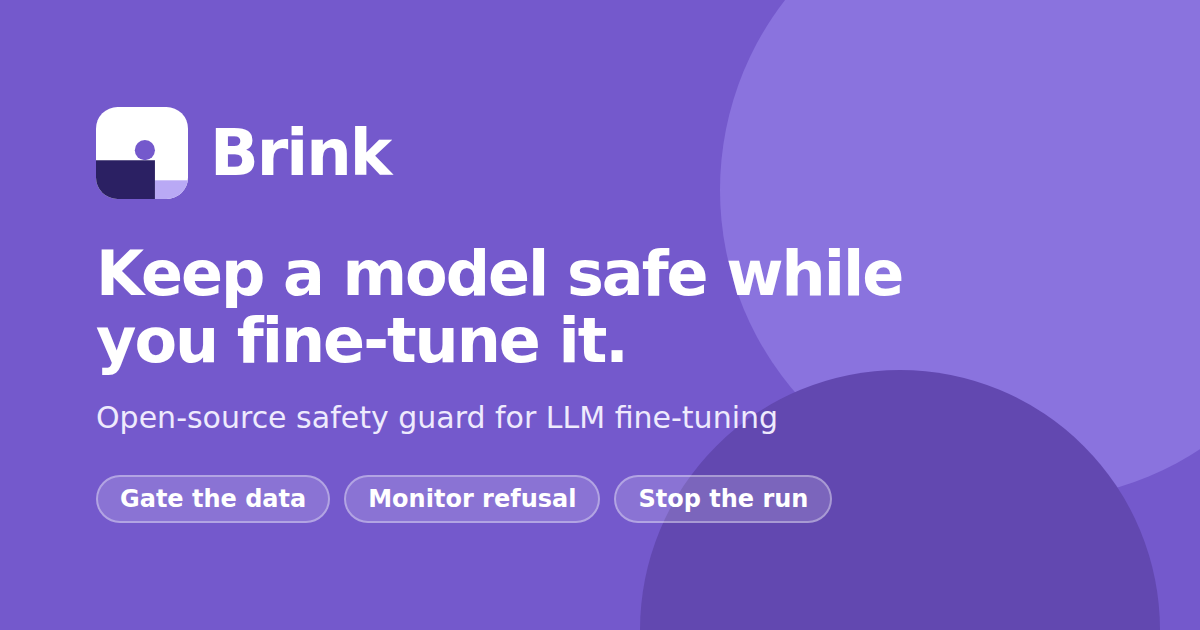 Brink
Keep a model safe while
you fine-tune it.
Open-source safety guard for LLM fine-tuning
Gate the data
Monitor refusal
Stop the run